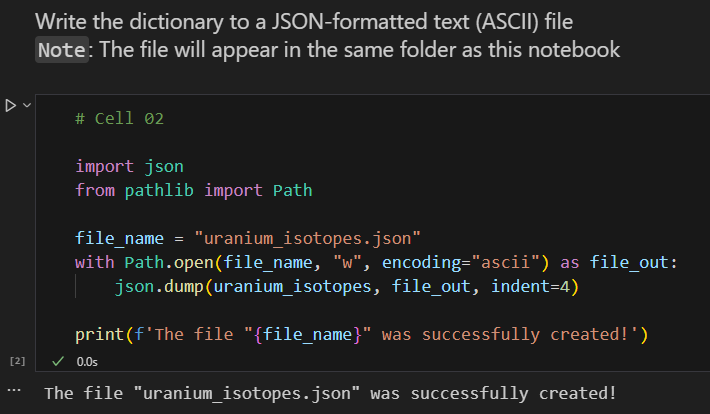 Write the dictionary to a JSON-formatted text (ASCII) file
Note: The file will appear in the same folder as this notebook
# Cell 02
import json
from pathlib import Path
file_name = "uranium_isotopes.json"
with Path.open(file_name, "w", encoding="ascii") as file_out:
    json.dump(uranium_isotopes, file_out, indent=4)
print(f'The file "{file_name}" was successfully created!')
[2] 0.0s
... The file "uranium_isotopes.json" was successfully created!